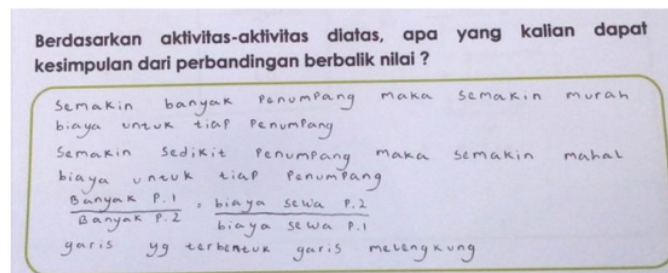 Berdasarkan aktivitas-aktivitas diatas, apa yang kalian dapat
kesimpulan dari perbandingan berbalik nilai ?
Semakin banyak penumpang maka semakin murah
biaya untuk tiap penumpang
Semakin sedikit penumpang maka semakin mahal
biaya untuk tiap penumpang
Banyak P.1 = biaya sewa P.2
Banyak P.2 biaya sewa P.1
garis yg terbentuk garis melengkung